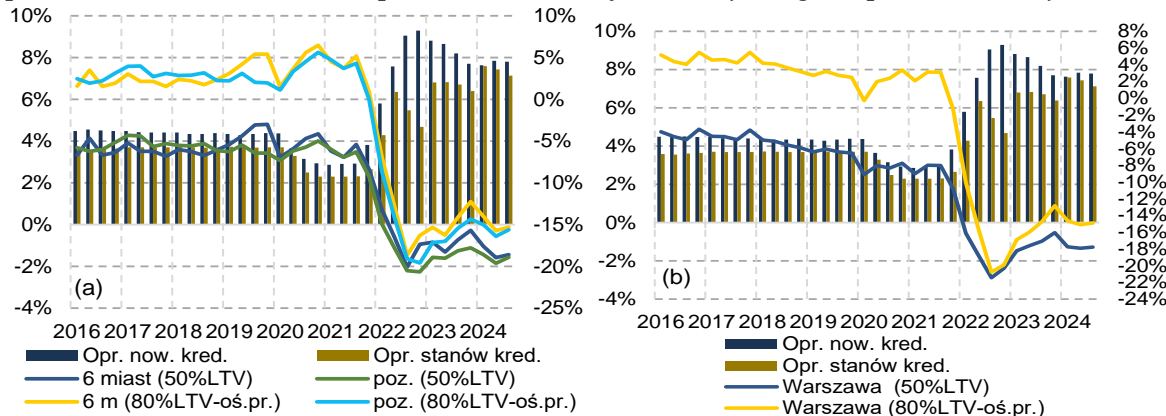 10%
8%
6%
4%
2%
0%
-2%
-4%
10%
5%
0%
-5%
-10%
-15%
-20%
-25%
(a)
2016 2017 2018 2019 2020 2021 2022 2023 2024
Opr. now. kred.
Opr. stanów kred.
6 miast (50%LTV)
poz. (50%LTV)
6 m (80%LTV-oś.pr.)
poz. (80%LTV-oś.pr.)
10%
8%
6%
4%
2%
0%
-2%
-4%
8%
6%
4%
2%
0%
-2%
-4%
-6%
-8%
-10%
-12%
-14%
-16%
-18%
-20%
-22%
-24%
(b)
2016 2017 2018 2019 2020 2021 2022 2023 2024
Opr. now. kred.
Opr. stanów kred.
Warszawa (50%LTV)
Warszawa (80%LTV-oś.pr.)